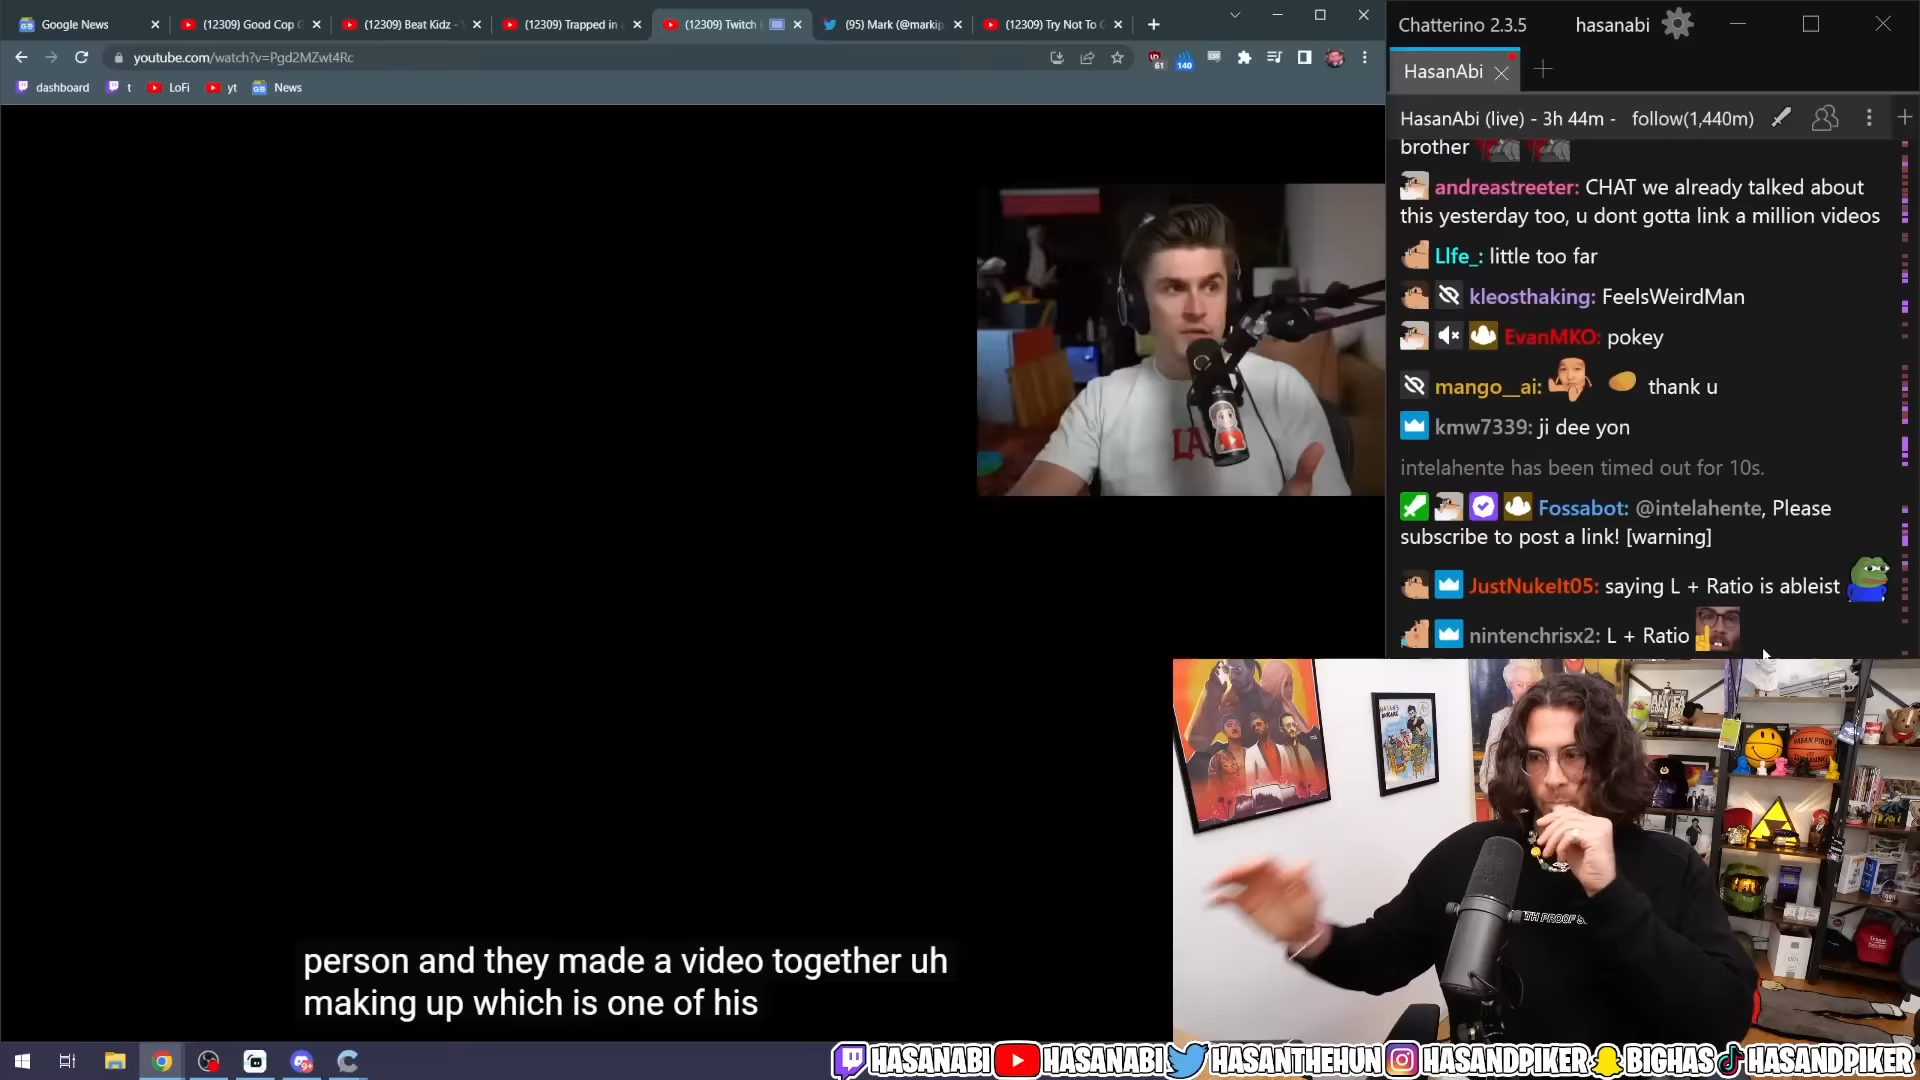 Google News
(12309) Good Cop G
(12309) Beat Kidz -
(12309) Trapped in
(12309) Twitch
(95) Mark (@markip
(12309) Try Not To
youtube.com/watch?v=Pgd2MZwt4Rc
61
140
dashboard
t
LoFi
yt
News
Chatterino 2.3.5
hasanabi
HasanAbi
HasanAbi (live) - 3h 44m - follow(1,440m)
brother
andreastreeter: CHAT we already talked about
this yesterday too, u dont gotta link a million videos
Llfe_: little too far
kleosthaking: FeelsWeirdMan
EvanMKO: pokey
mango__ai: thank u
kmw7339: ji dee yon
intelahente has been timed out for 10s.
Fossabot: @intelahente, Please
subscribe to post a link! [warning]
JustNukeIt05: saying L + Ratio is ableist
nintenchrisx2: L + Ratio
person and they made a video together uh
making up which is one of his
HASANABI
HASANABI
HASANTHEHUN
HASANDPIKER
BIGHAS
HASANDPIKER